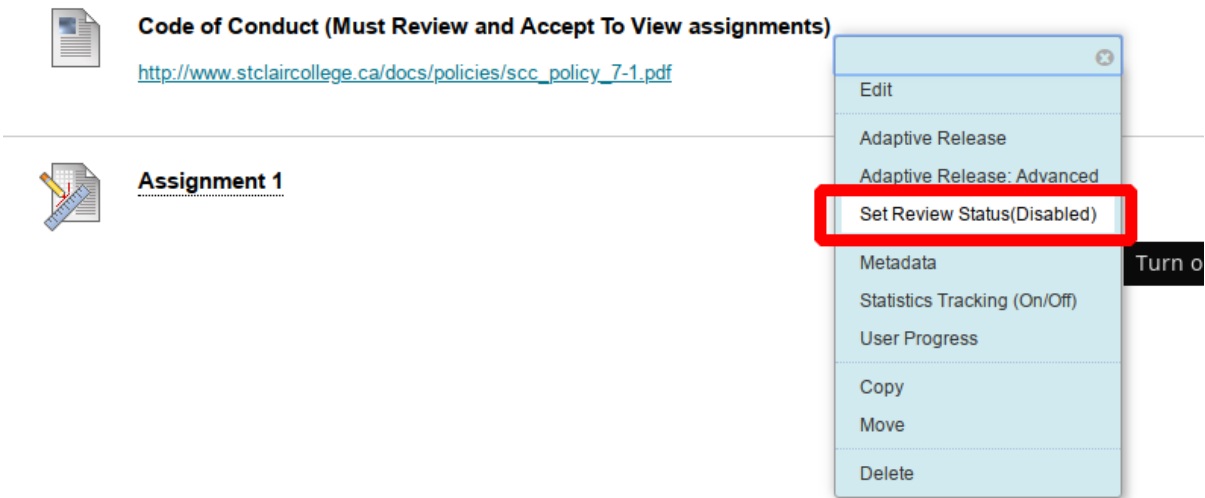 Code of Conduct (Must Review and Accept To View assignments)
http://www.stclaircollege.ca/docs/policies/scc_policy_7-1.pdf
Assignment 1
Edit
Adaptive Release
Adaptive Release: Advanced
Set Review Status(Disabled)
Metadata
Statistics Tracking (On/Off)
User Progress
Copy
Move
Delete
Turn o